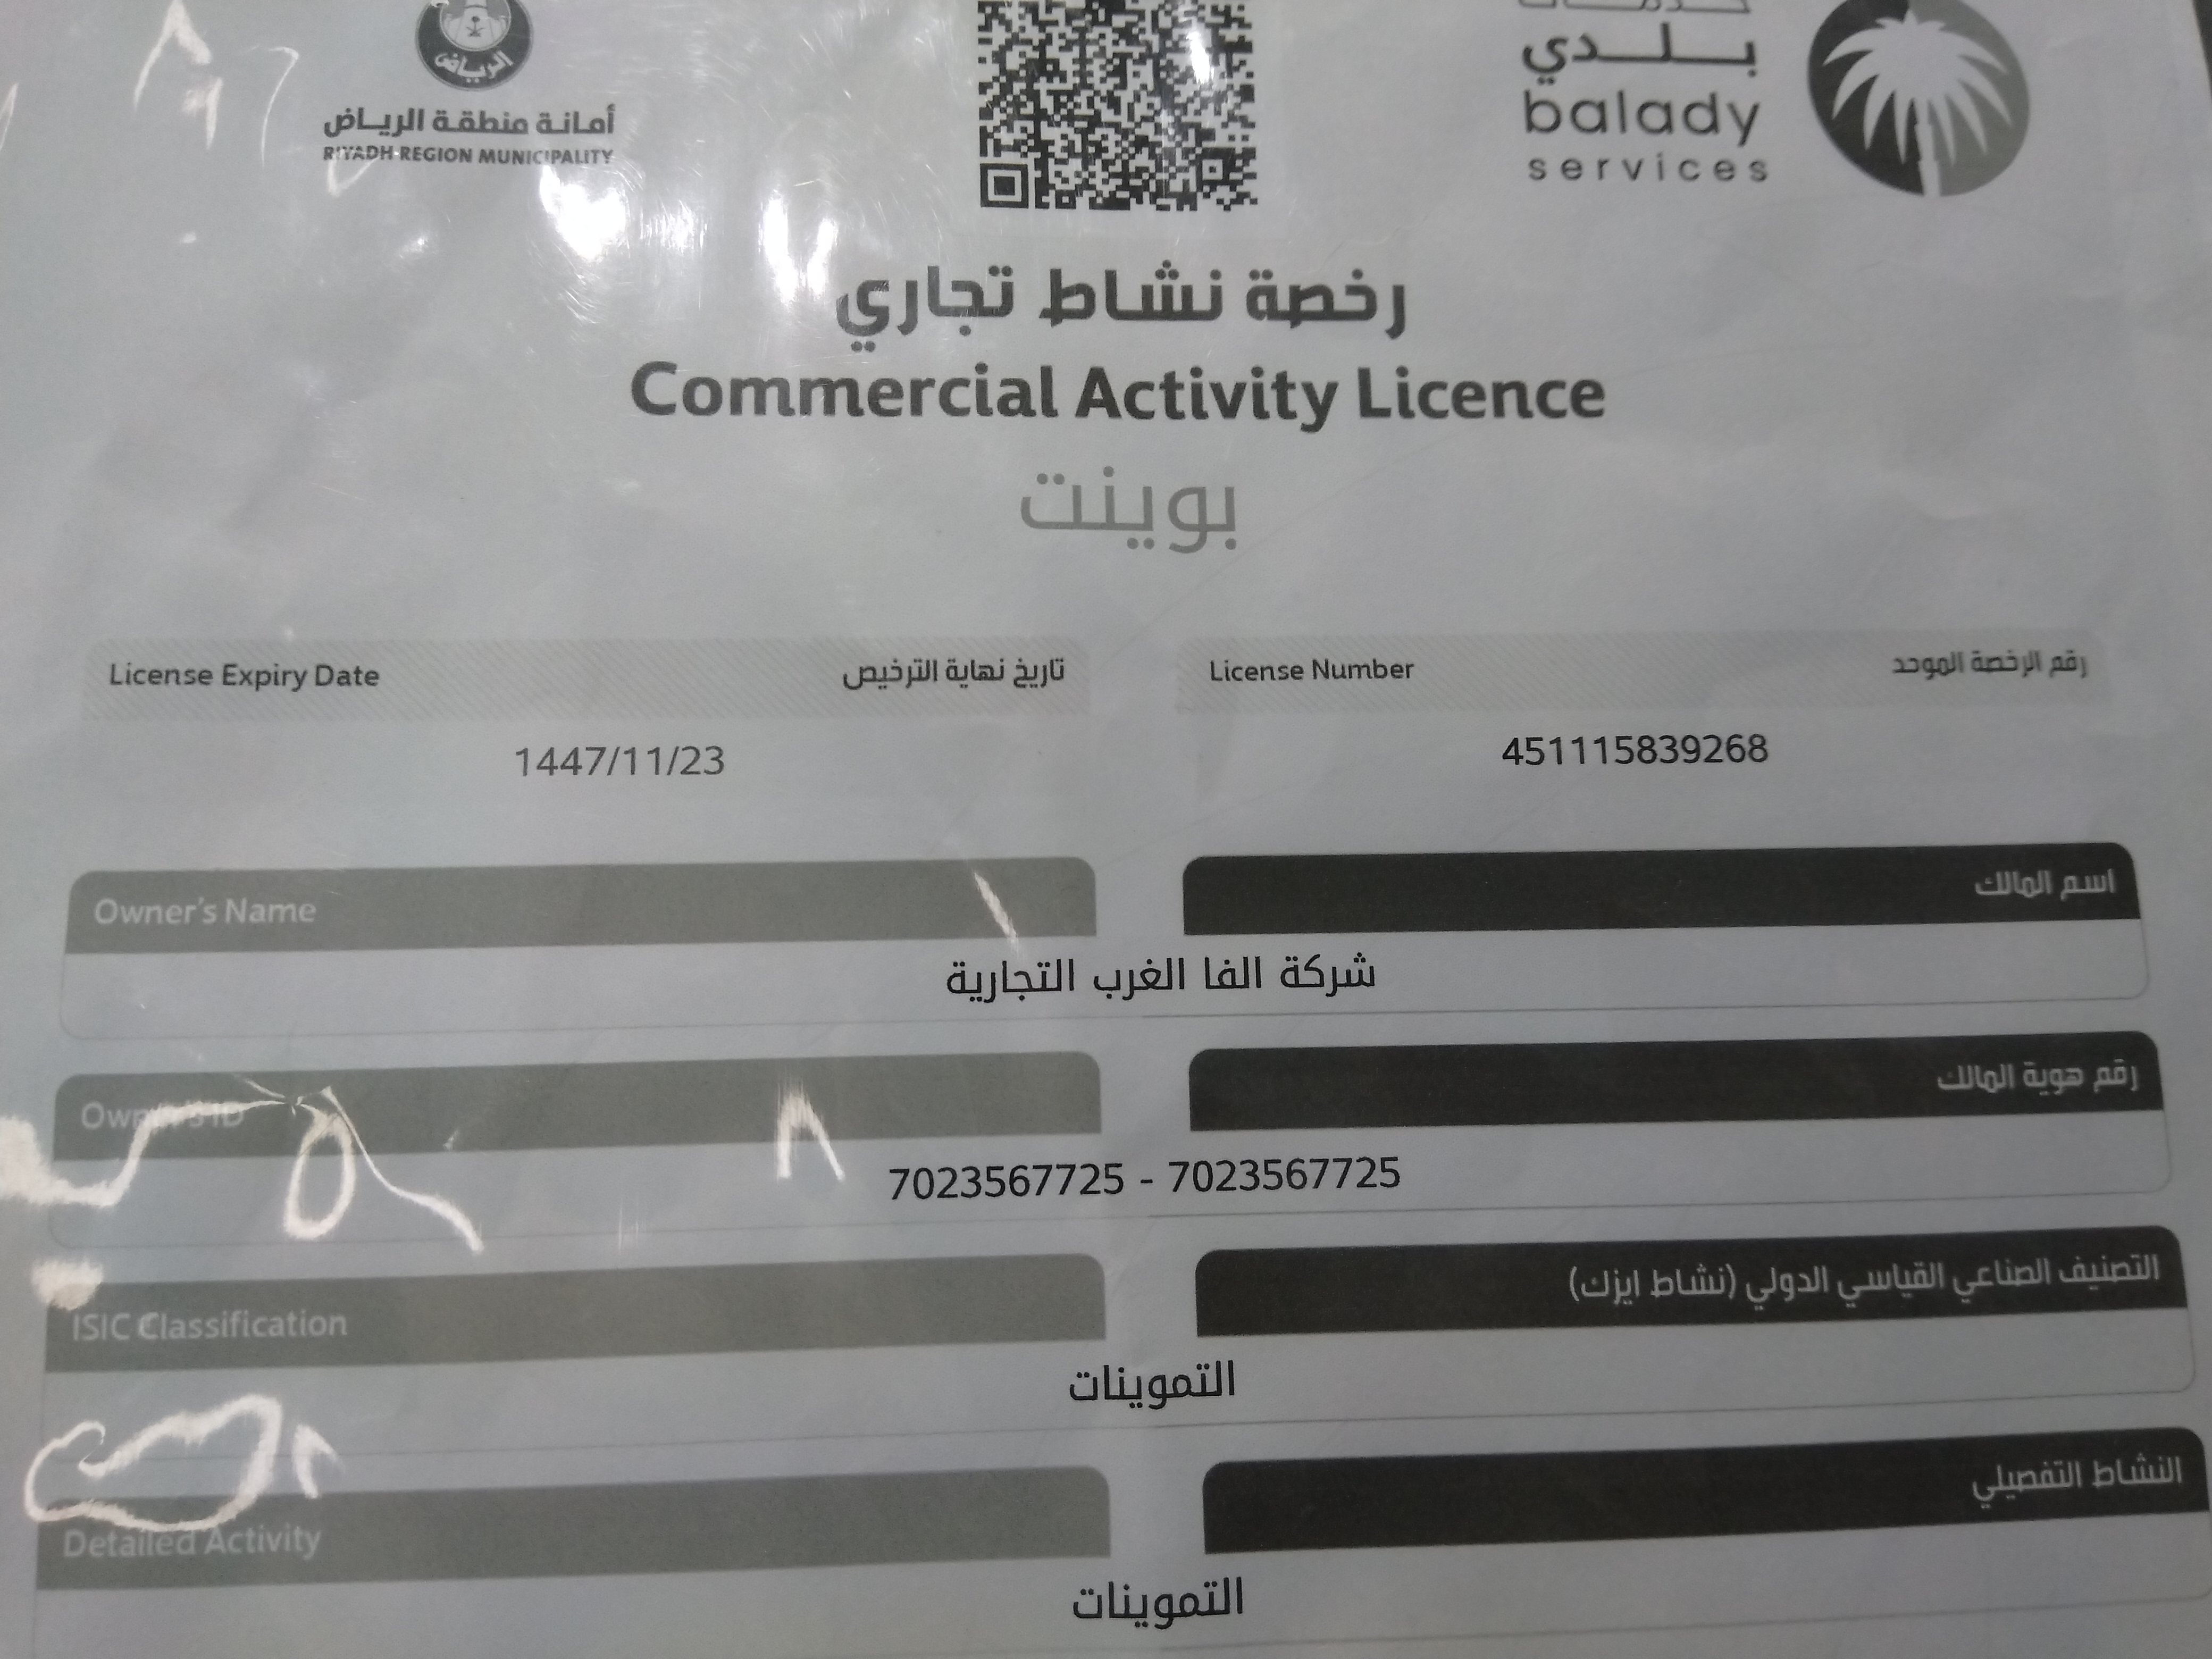 الرياض
أمانة منطقة الرياض
RIYADH REGION MUNICIPALITY
بلدي
balady
services
رخصة نشاط تجاري
Commercial Activity Licence
بوينت
رقم الرخصة الموحد
License Number
451115839268
تاريخ نهاية الترخيص
License Expiry Date
1447/11/23
اسم المالك
Owner's Name
شركة الفا الغرب التجارية
رقم هوية المالك
Owner's ID
7023567725 - 7023567725
التصنيف الصناعي القياسي الدولي (نشاط ايزك)
ISIC Classification
التموينات
النشاط التفصيلي
Detailed Activity
التموينات